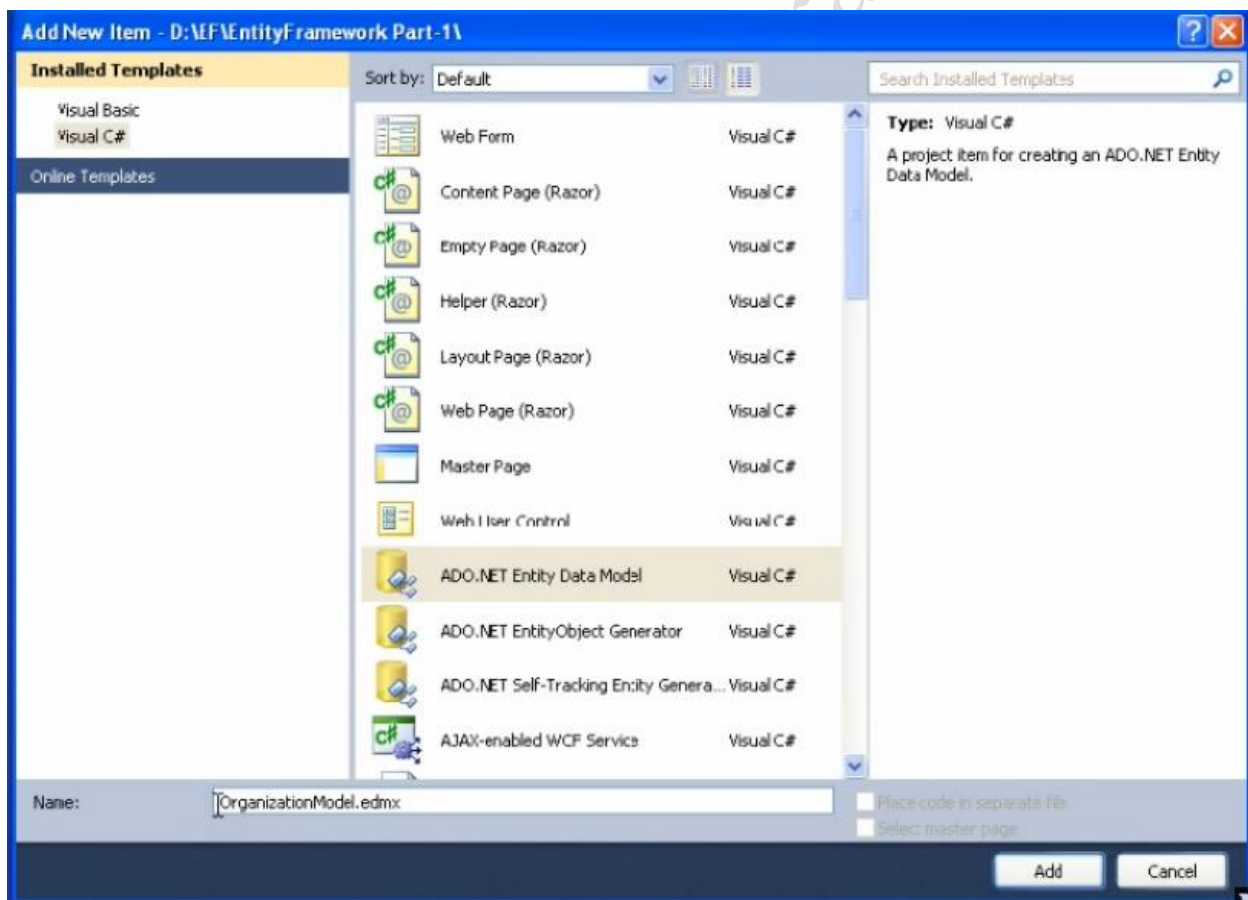 Add New Item - D:\EF\EntityFramework Part-1\
Installed Templates
Visual Basic
Visual C#
Online Templates
Sort by: Default
Search Installed Templates
Web Form Visual C#
Content Page (Razor) Visual C#
Empty Page (Razor) Visual C#
Helper (Razor) Visual C#
Layout Page (Razor) Visual C#
Web Page (Razor) Visual C#
Master Page Visual C#
Web User Control Visual C#
ADO.NET Entity Data Model Visual C#
ADO.NET EntityObject Generator Visual C#
ADO.NET Self-Tracking Entity Genera... Visual C#
AJAX-enabled WCF Service Visual C#
Type: Visual C#
A project item for creating an ADO.NET Entity
Data Model.
Name: OrganizationModel.edmx
Place code in separate file
Select master page
Add Cancel